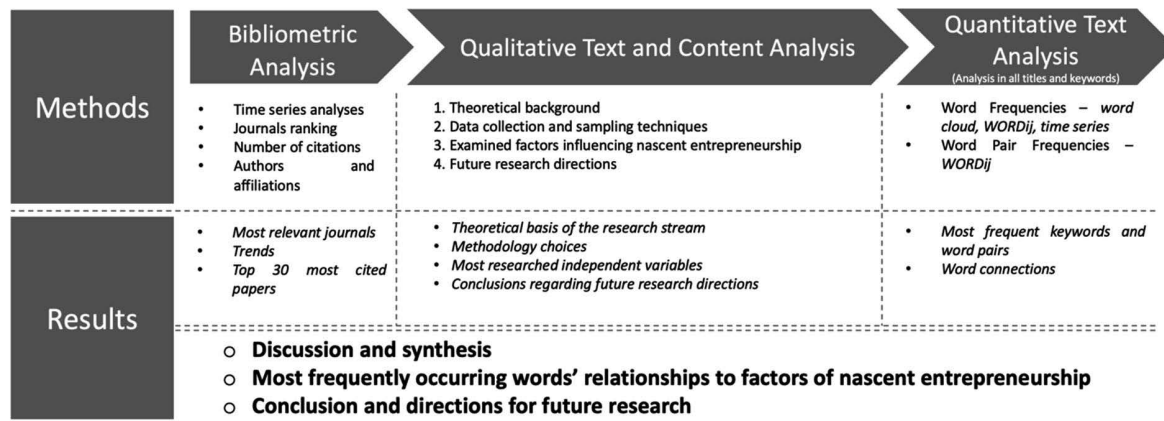 Methods
Bibliometric
Analysis
Qualitative Text and Content Analysis
Quantitative Text
Analysis
(Analysis in all titles and keywords)
• Time series analyses
• Journals ranking
• Number of citations
• Authors and
affiliations
1. Theoretical background
2. Data collection and sampling techniques
3. Examined factors influencing nascent entrepreneurship
4. Future research directions
• Word Frequencies – word
cloud, WORDij, time series
• Word Pair Frequencies –
WORDij
Results
• Most relevant journals
• Trends
• Top 30 most cited
papers
• Theoretical basis of the research stream
• Methodology choices
• Most researched independent variables
• Conclusions regarding future research directions
• Most frequent keywords and
word pairs
• Word connections
o Discussion and synthesis
o Most frequently occurring words’ relationships to factors of nascent entrepreneurship
o Conclusion and directions for future research